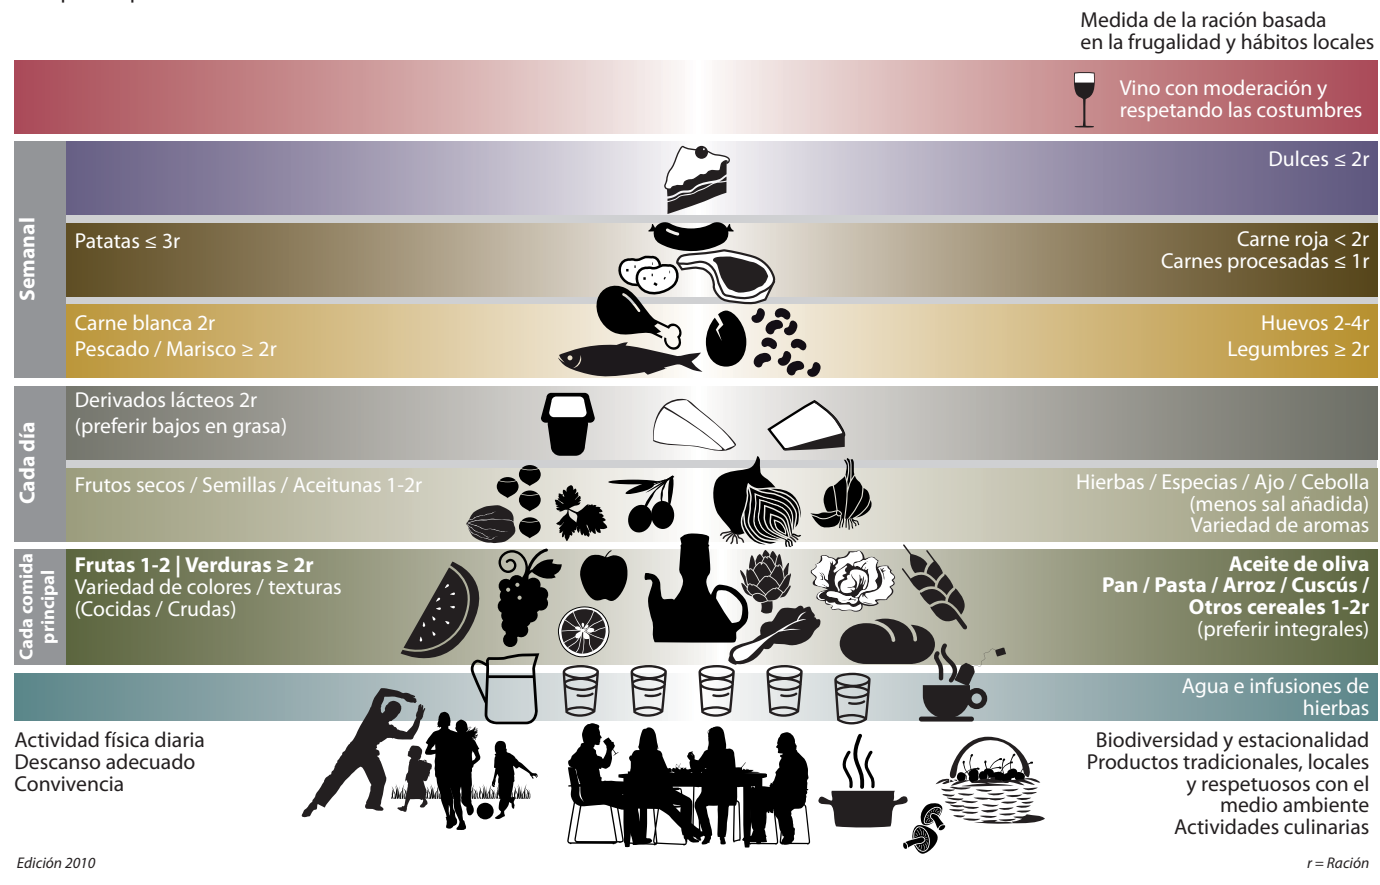 Medida de la ración basada
en la frugalidad y hábitos locales
Vino con moderación y
respetando las costumbres
Semanal
Dulces ≤ 2r
Patatas ≤ 3r
Carne roja < 2r
Carnes procesadas ≤ 1r
Carne blanca 2r
Pescado / Marisco ≥ 2r
Huevos 2-4r
Legumbres ≥ 2r
Cada día
Derivados lácteos 2r
(preferir bajos en grasa)
Frutos secos / Semillas / Aceitunas 1-2r
Hierbas / Especias / Ajo / Cebolla
(menos sal añadida)
Variedad de aromas
Cada comida
principal
Frutas 1-2 | Verduras ≥ 2r
Variedad de colores / texturas
(Cocidas / Crudas)
Aceite de oliva
Pan / Pasta / Arroz / Cuscús /
Otros cereales 1-2r
(preferir integrales)
Agua e infusiones de
hierbas
Actividad física diaria
Descanso adecuado
Convivencia
Biodiversidad y estacionalidad
Productos tradicionales, locales
y respetuosos con el
medio ambiente
Actividades culinarias
Edición 2010
r = Ración